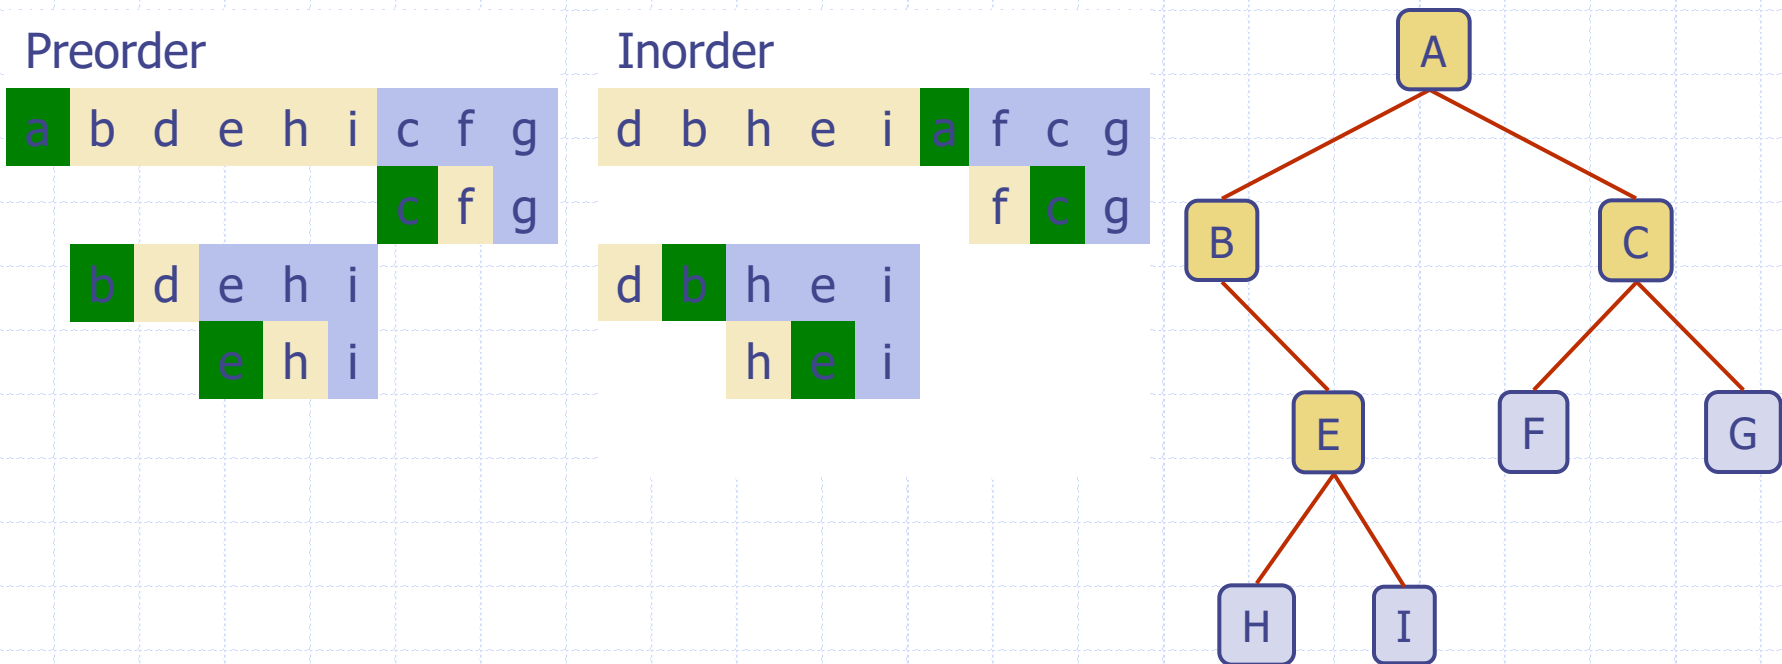 Preorder
a b d e h i c f g
c f g
b d e h i
e h i
Inorder
d b h e i a f c g
f c g
d b h e i
h e i
A
B C
E F G
H I